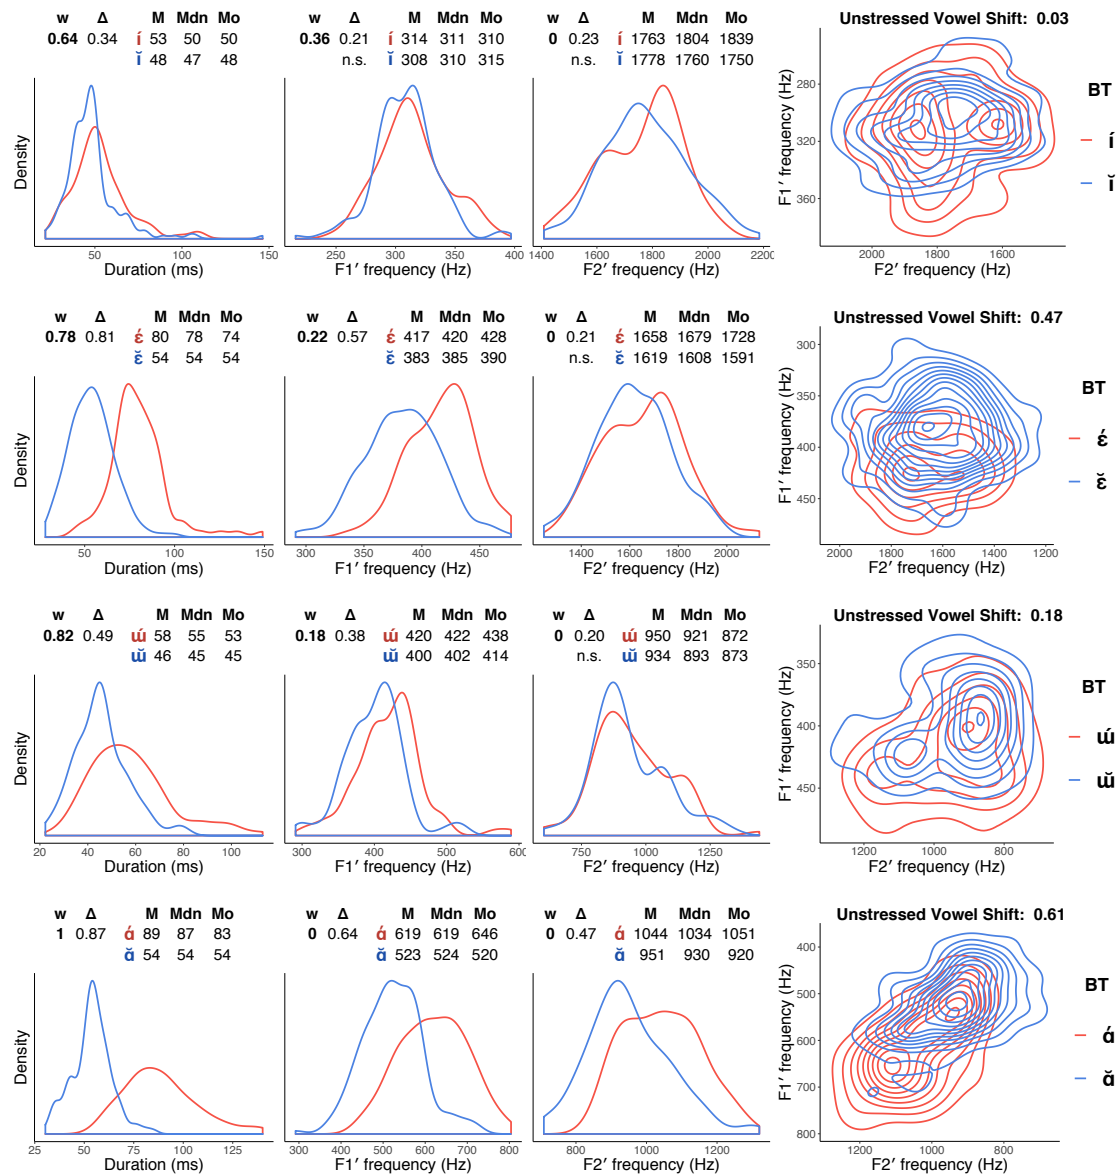 w Δ M Mdn Mo
0.64 0.34 í 53 50 50
ĭ 48 47 48
w Δ M Mdn Mo
0.36 0.21 í 314 311 310
n.s. ĭ 308 310 315
w Δ M Mdn Mo
0 0.23 í 1763 1804 1839
n.s. ĭ 1778 1760 1750
Unstressed Vowel Shift: 0.03
Density
50 100 150
Duration (ms)
250 300 350 400
F1′ frequency (Hz)
1400 1600 1800 2000 2200
F2′ frequency (Hz)
F1′ frequency (Hz)
280
320
360
2000 1800 1600
F2′ frequency (Hz)
BT
í
ĭ
w Δ M Mdn Mo
0.78 0.81 έ 80 78 74
ε̆ 54 54 54
w Δ M Mdn Mo
0.22 0.57 έ 417 420 428
ε̆ 383 385 390
w Δ M Mdn Mo
0 0.21 έ 1658 1679 1728
n.s. ε̆ 1619 1608 1591
Unstressed Vowel Shift: 0.47
Density
50 100 150
Duration (ms)
300 350 400 450
F1′ frequency (Hz)
1400 1600 1800 2000
F2′ frequency (Hz)
F1′ frequency (Hz)
300
350
400
450
2000 1800 1600 1400 1200
F2′ frequency (Hz)
BT
έ
ε̆
w Δ M Mdn Mo
0.82 0.49 ɯ́ 58 55 53
ɯ̆ 46 45 45
w Δ M Mdn Mo
0.18 0.38 ɯ́ 420 422 438
ɯ̆ 400 402 414
w Δ M Mdn Mo
0 0.20 ɯ́ 950 921 872
n.s. ɯ̆ 934 893 873
Unstressed Vowel Shift: 0.18
Density
20 40 60 80 100
Duration (ms)
300 400 500 600
F1′ frequency (Hz)
750 1000 1250
F2′ frequency (Hz)
F1′ frequency (Hz)
350
400
450
1200 1000 800
F2′ frequency (Hz)
BT
ɯ́
ɯ̆
w Δ M Mdn Mo
1 0.87 ɑ́ 89 87 83
ɑ̆ 54 54 54
w Δ M Mdn Mo
0 0.64 ɑ́ 619 619 646
ɑ̆ 523 524 520
w Δ M Mdn Mo
0 0.47 ɑ́ 1044 1034 1051
ɑ̆ 951 930 920
Unstressed Vowel Shift: 0.61
Density
25 50 75 100 125
Duration (ms)
300 400 500 600 700 800
F1′ frequency (Hz)
800 1000 1200
F2′ frequency (Hz)
F1′ frequency (Hz)
400
500
600
700
800
1200 1000 800
F2′ frequency (Hz)
BT
ɑ́
ɑ̆